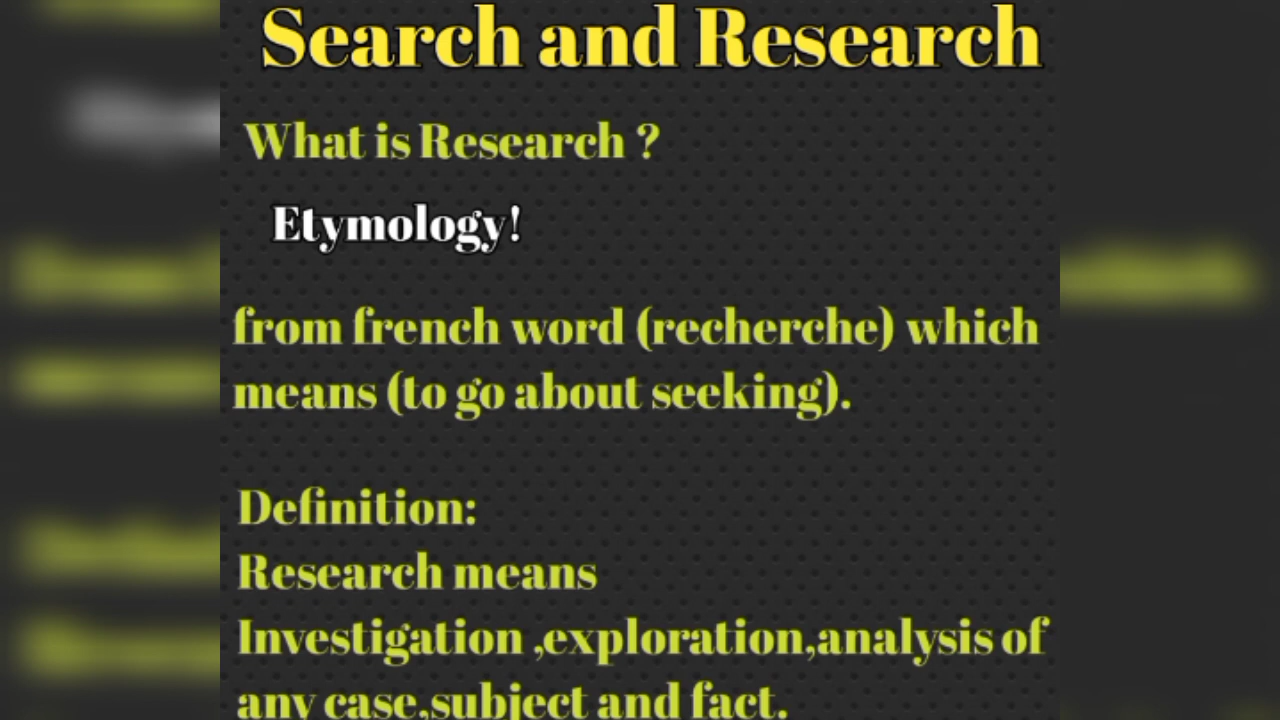 Search and Research
What is Research ?
Etymology!
from french word (recherche) which
means (to go about seeking).
Definition:
Research means
Investigation ,exploration,analysis of
any case,subject and fact.